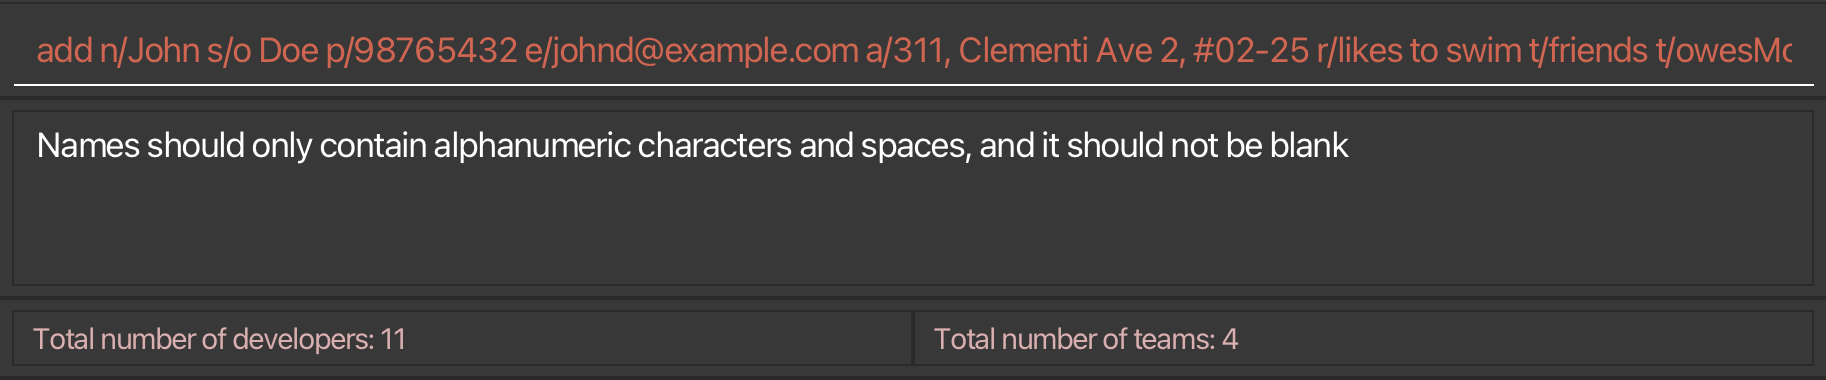 add n/John s/o Doe p/98765432 e/johnd@example.com a/311, Clementi Ave 2, #02-25 r/likes to swim t/friends t/owesMo
Names should only contain alphanumeric characters and spaces, and it should not be blank
Total number of developers: 11
Total number of teams: 4